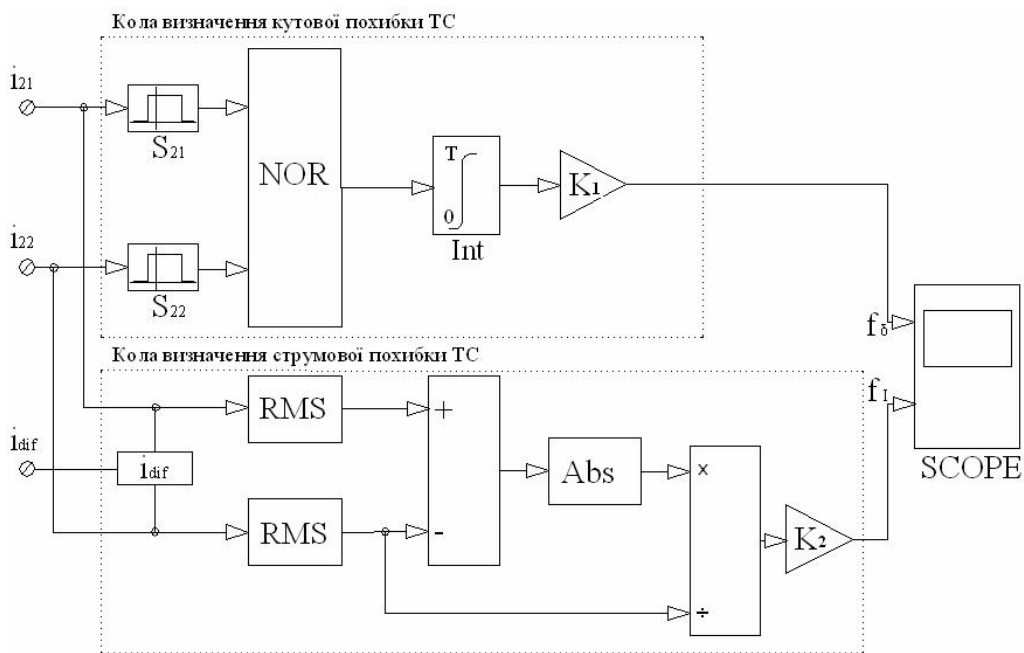 Кола визначення кутової похибки ТС
i21
S21
NOR
T
0
Int
K1
i22
S22
fδ
Кола визначення струмової похибки ТС
fI
SCOPE
RMS
+
idif
idif
Abs
×
RMS
-
K2
÷